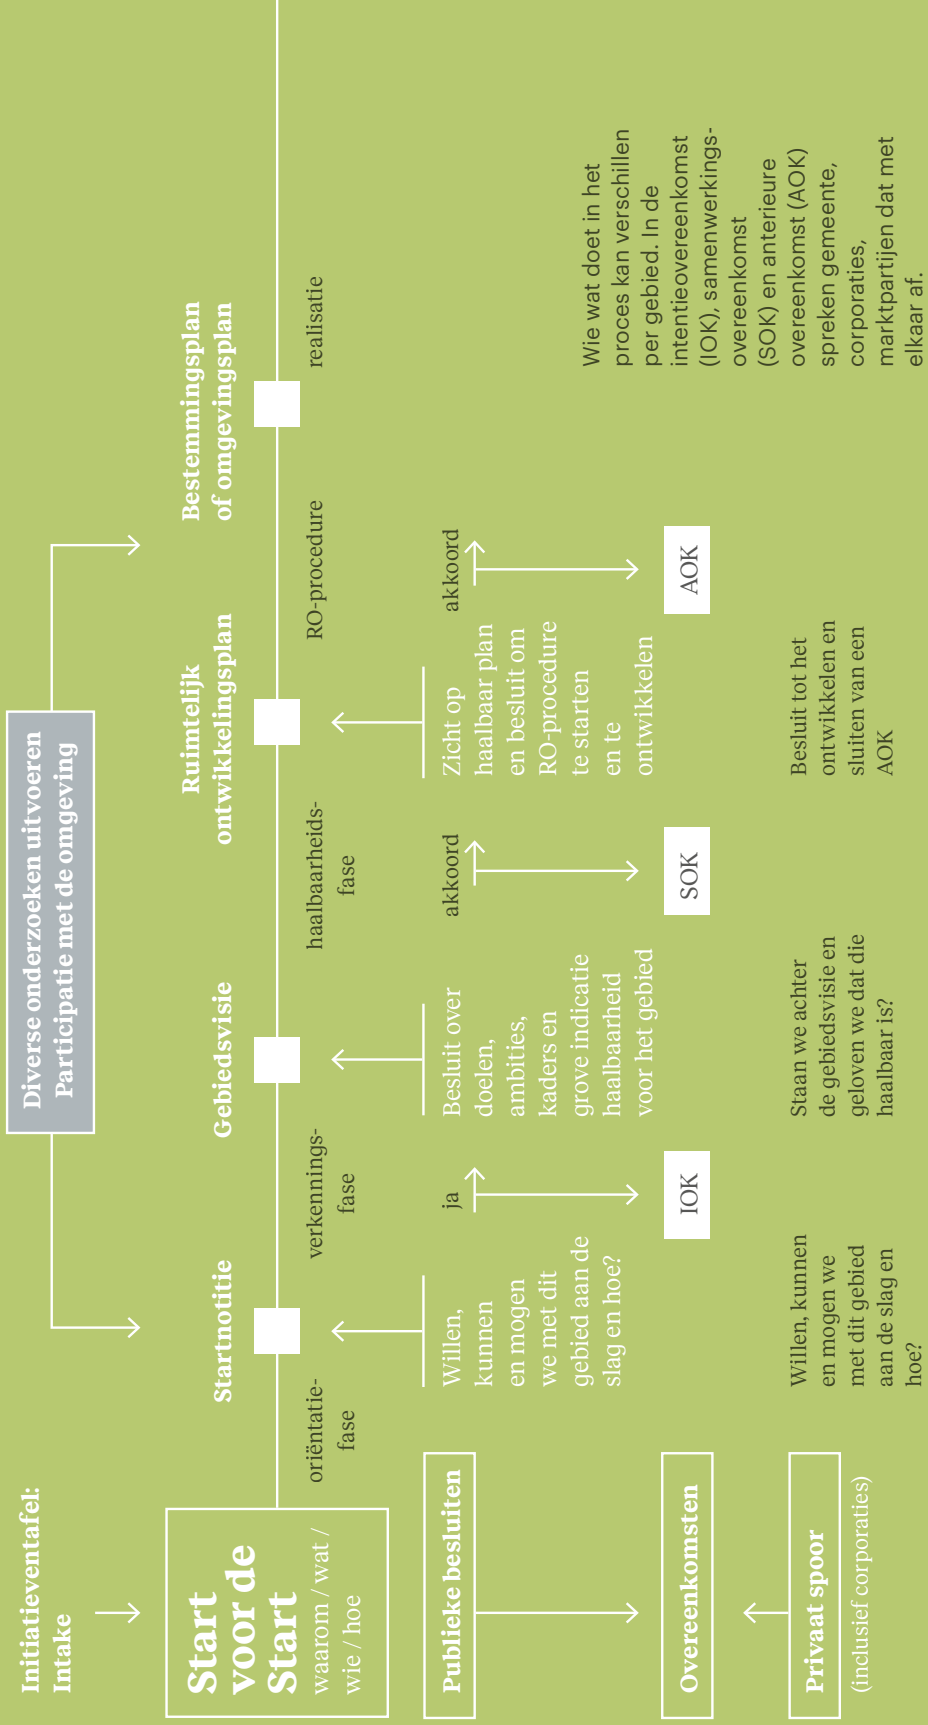 Initiatieventafel:
Intake
Diverse onderzoeken uitvoeren
Participatie met de omgeving
Start
voor de
Start
waarom / wat /
wie / hoe
oriëntatie-
fase
Startnotitie
verkennings-
fase
Gebiedsvisie
haalbaarheids-
fase
Ruimtelijk
ontwikkelingsplan
RO-procedure
Bestemmingsplan
of omgevingsplan
realisatie
Publieke besluiten
Willen,
kunnen
en mogen
we met dit
gebied aan de
slag en hoe?
ja
Besluit over
doelen,
ambities,
kaders en
grove indicatie
haalbaarheid
voor het gebied
akkoord
Zicht op
haalbaar plan
en besluit om
RO-procedure
te starten
en te
ontwikkelen
akkoord
Overeenkomsten
IOK
SOK
AOK
Privaat spoor
(inclusief corporaties)
Willen, kunnen
en mogen we
met dit gebied
aan de slag en
hoe?
Staan we achter
de gebiedsvisie en
geloven we dat die
haalbaar is?
Besluit tot het
ontwikkelen en
sluiten van een
AOK
Wie wat doet in het
proces kan verschillen
per gebied. In de
intentieovereenkomst
(IOK), samenwerkings-
overeenkomst
(SOK) en anterieure
overeenkomst (AOK)
spreken gemeente,
corporaties,
marktpartijen dat met
elkaar af.